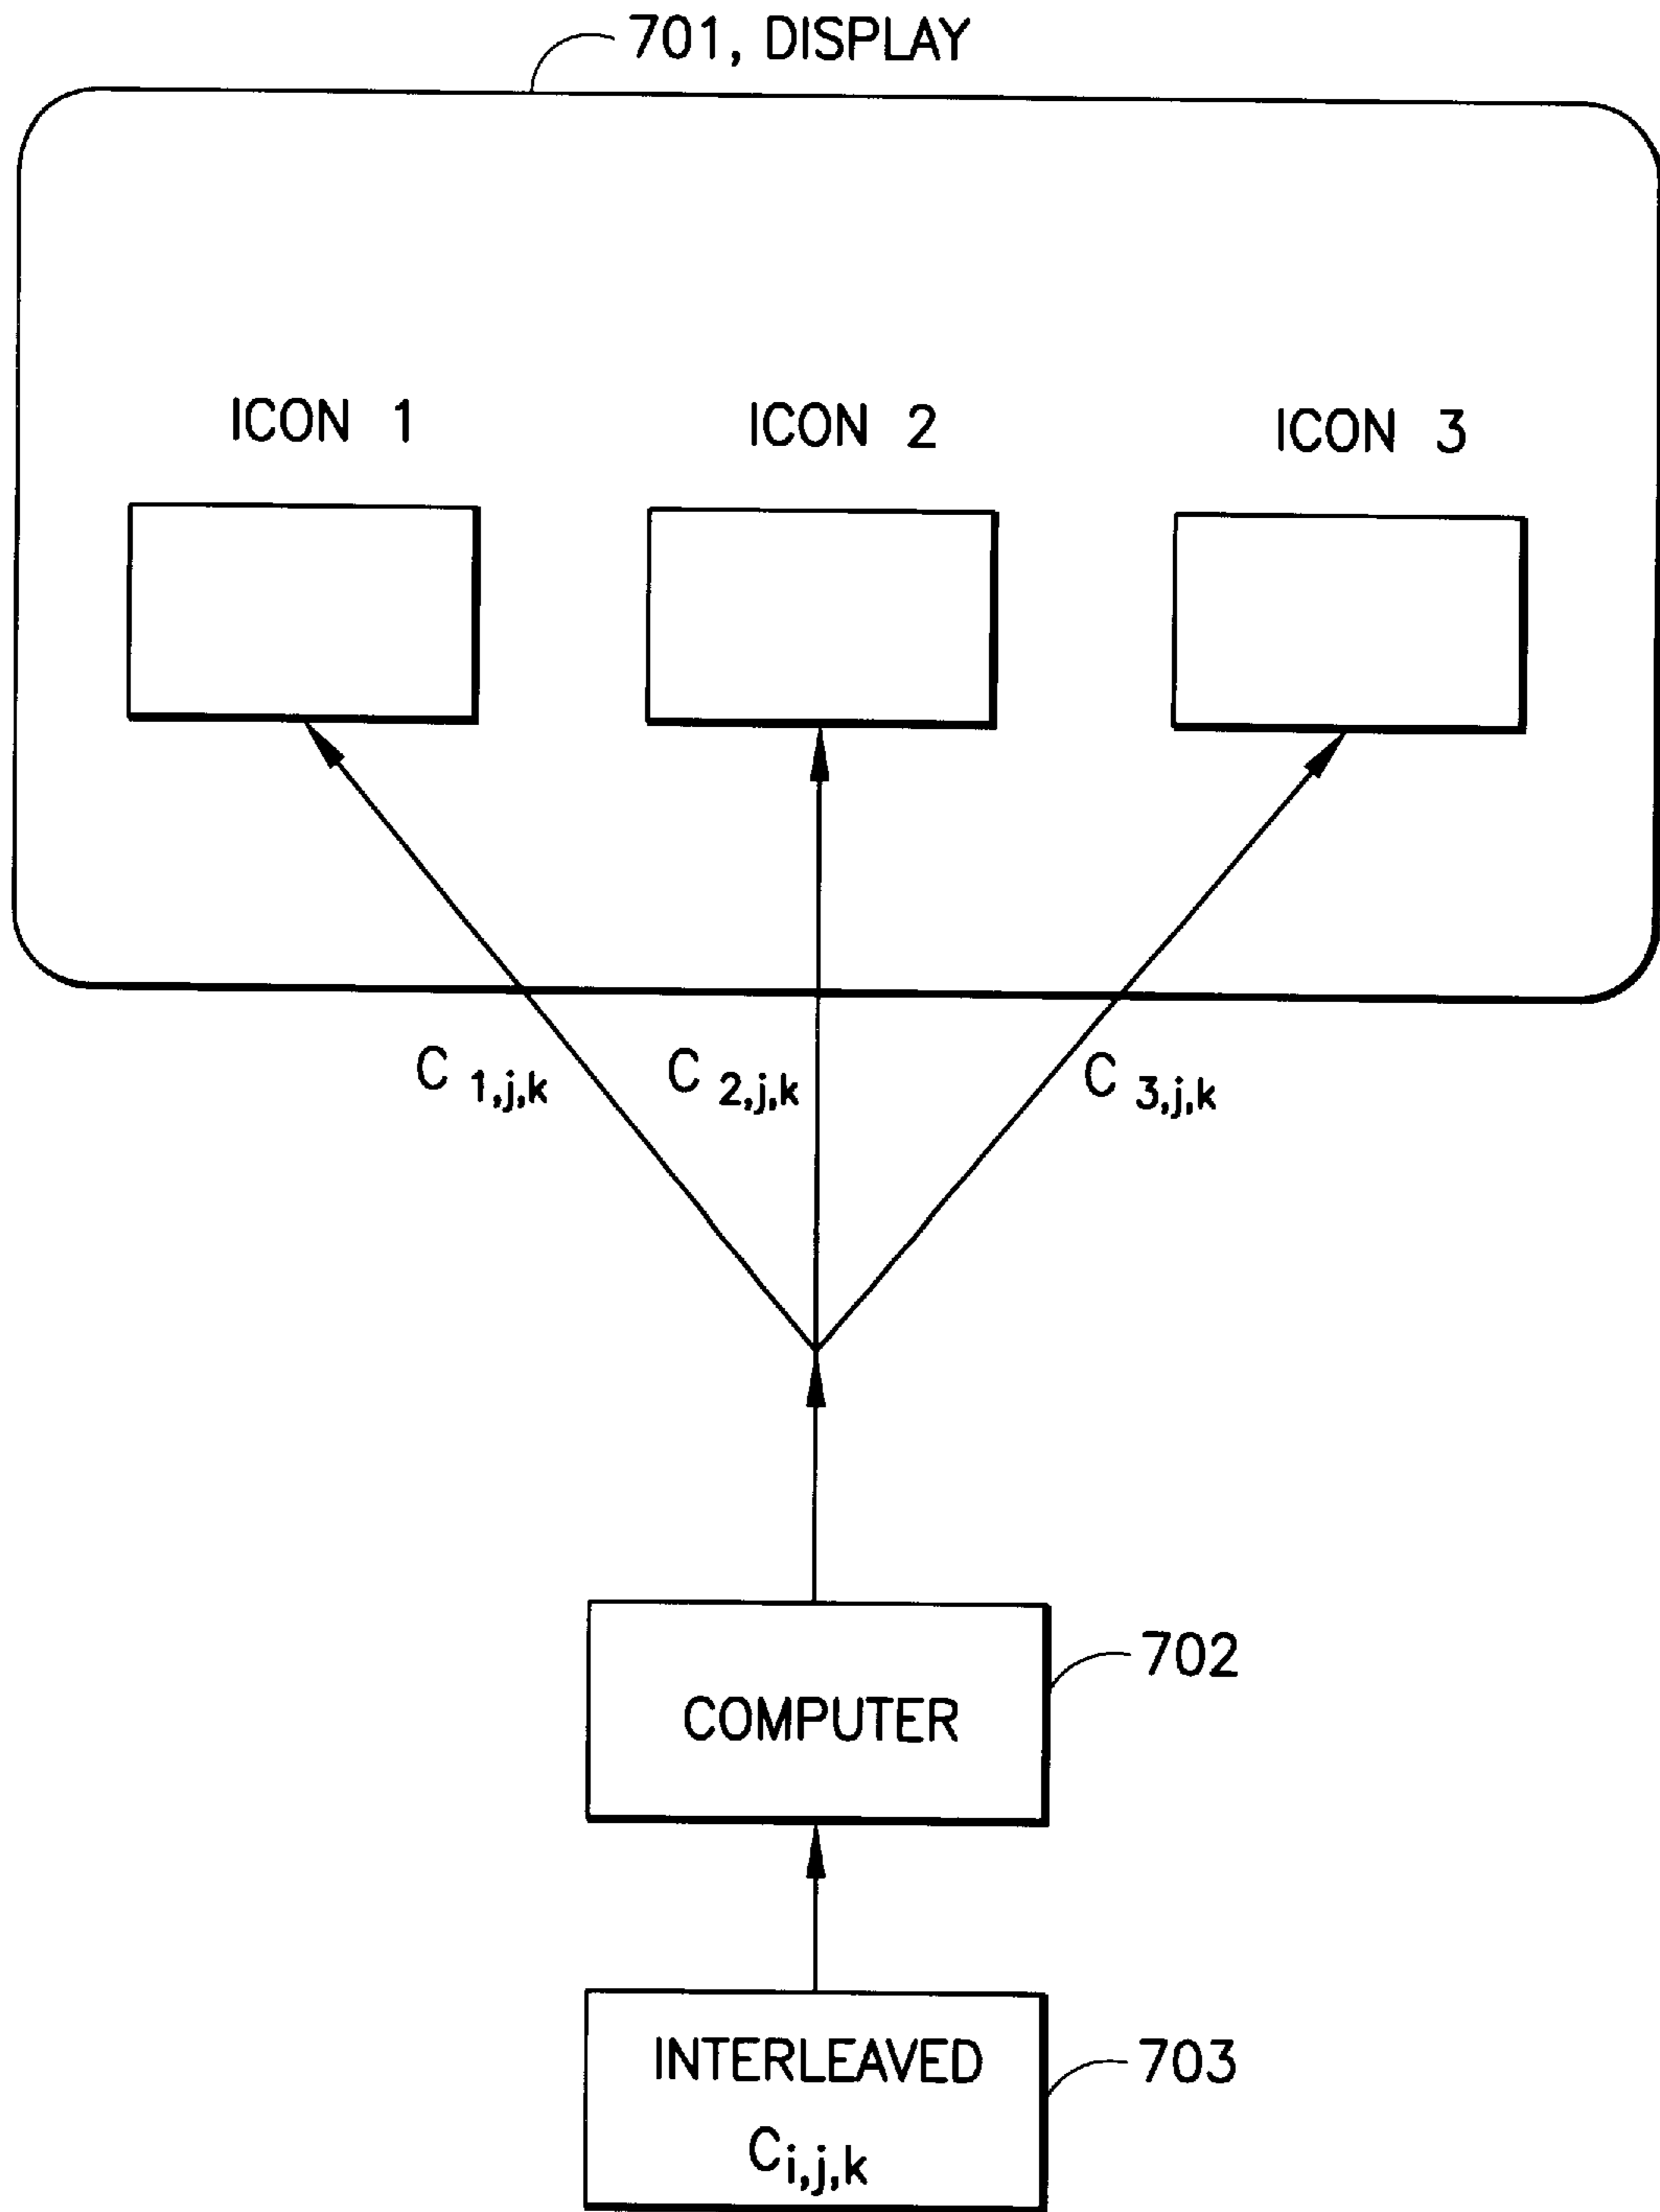 701, DISPLAY
ICON 1
ICON 2
ICON 3
C 1,j,k
C 2,j,k
C 3,j,k
702
COMPUTER
703
INTERLEAVED
Ci,j,k